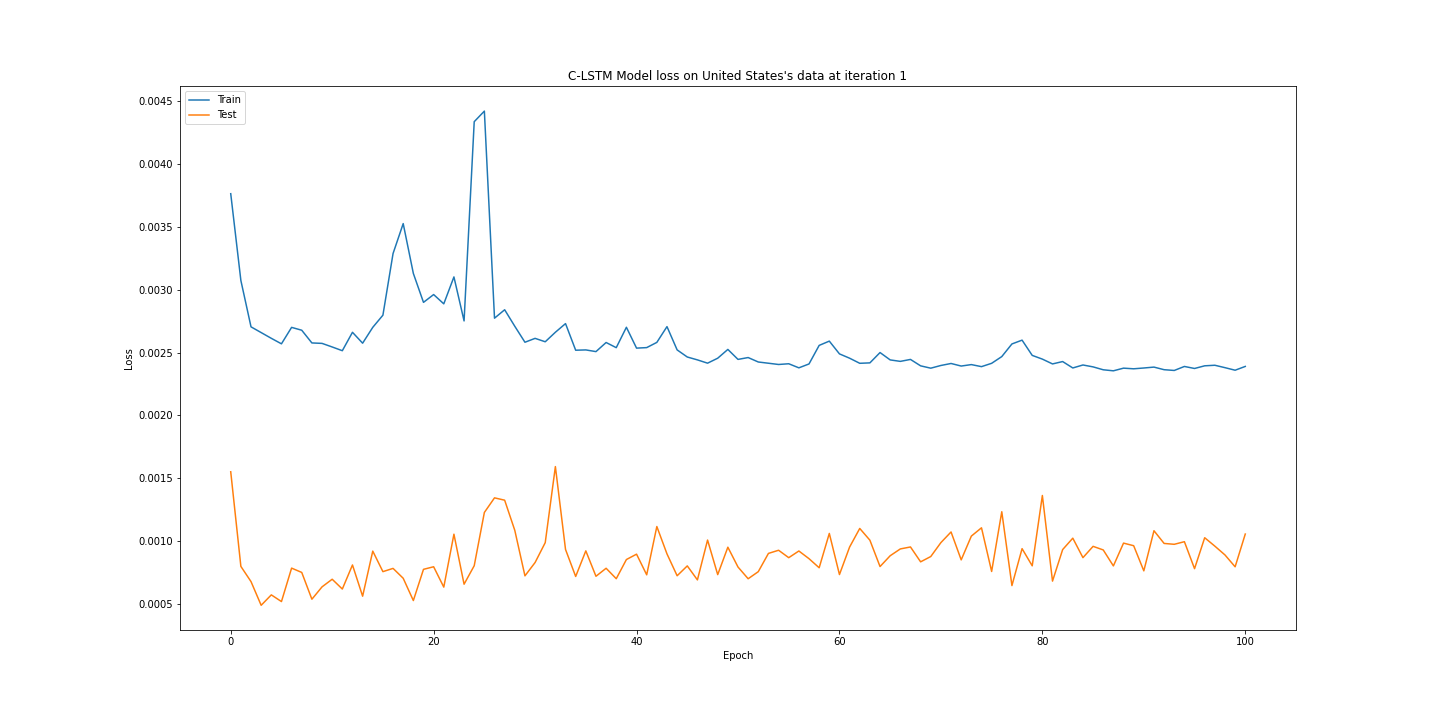 C-LSTM Model loss on United States's data at iteration 1
Train
Test
0.0045
0.0040
0.0035
0.0030
0.0025
0.0020
0.0015
0.0010
0.0005
Loss
0 20 40 60 80 100
Epoch